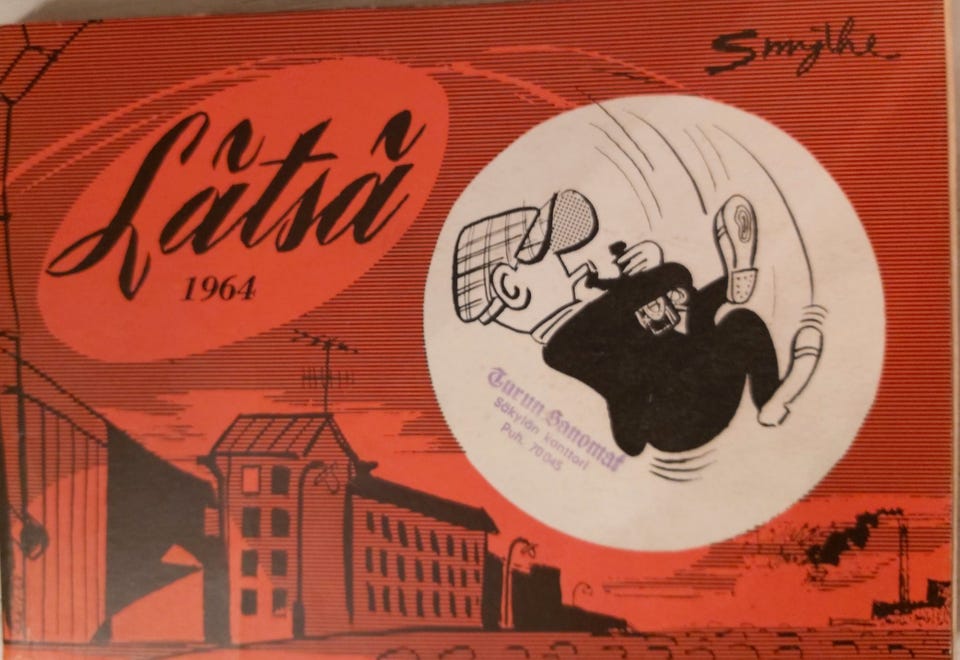 Smythe
Lätsä
1964
Turun Sanomat
Säkylän konttori
Puh. 70 045